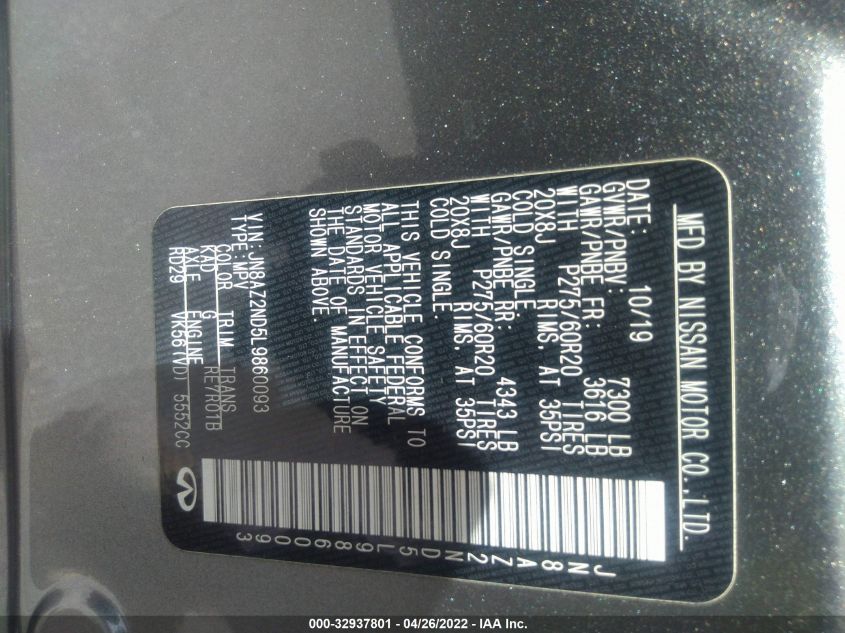 MFD BY NISSAN MOTOR CO.,LTD.
DATE: 10/19
GVWR/PNBV 7300 LB
GAWR/PNBE FR: 3616 LB
WITH P275/60R20 TIRES
20X8J RIMS. AT 35PSI
COLD SINGLE
GAWR/PNBE RR: 4343 LB
WITH P275/60R20 TIRES
20X8J RIMS. AT 35PSI
COLD SINGLE
THIS VEHICLE CONFORMS TO
ALL APPLICABLE FEDERAL
MOTOR VEHICLE SAFETY
STANDARDS IN EFFECT ON
THE DATE OF MANUFACTURE
SHOWN ABOVE.
VIN: JN8AZ2ND5L9860093
TYPE: MPV
COLOR TRIM TRANS
KAD G RE7R01B
AXLE ENGINE
RD29 VK56(VD) 5552CC
JN8AZ2ND5L9860093
000-32937801 - 04/26/2022 - IAA Inc.